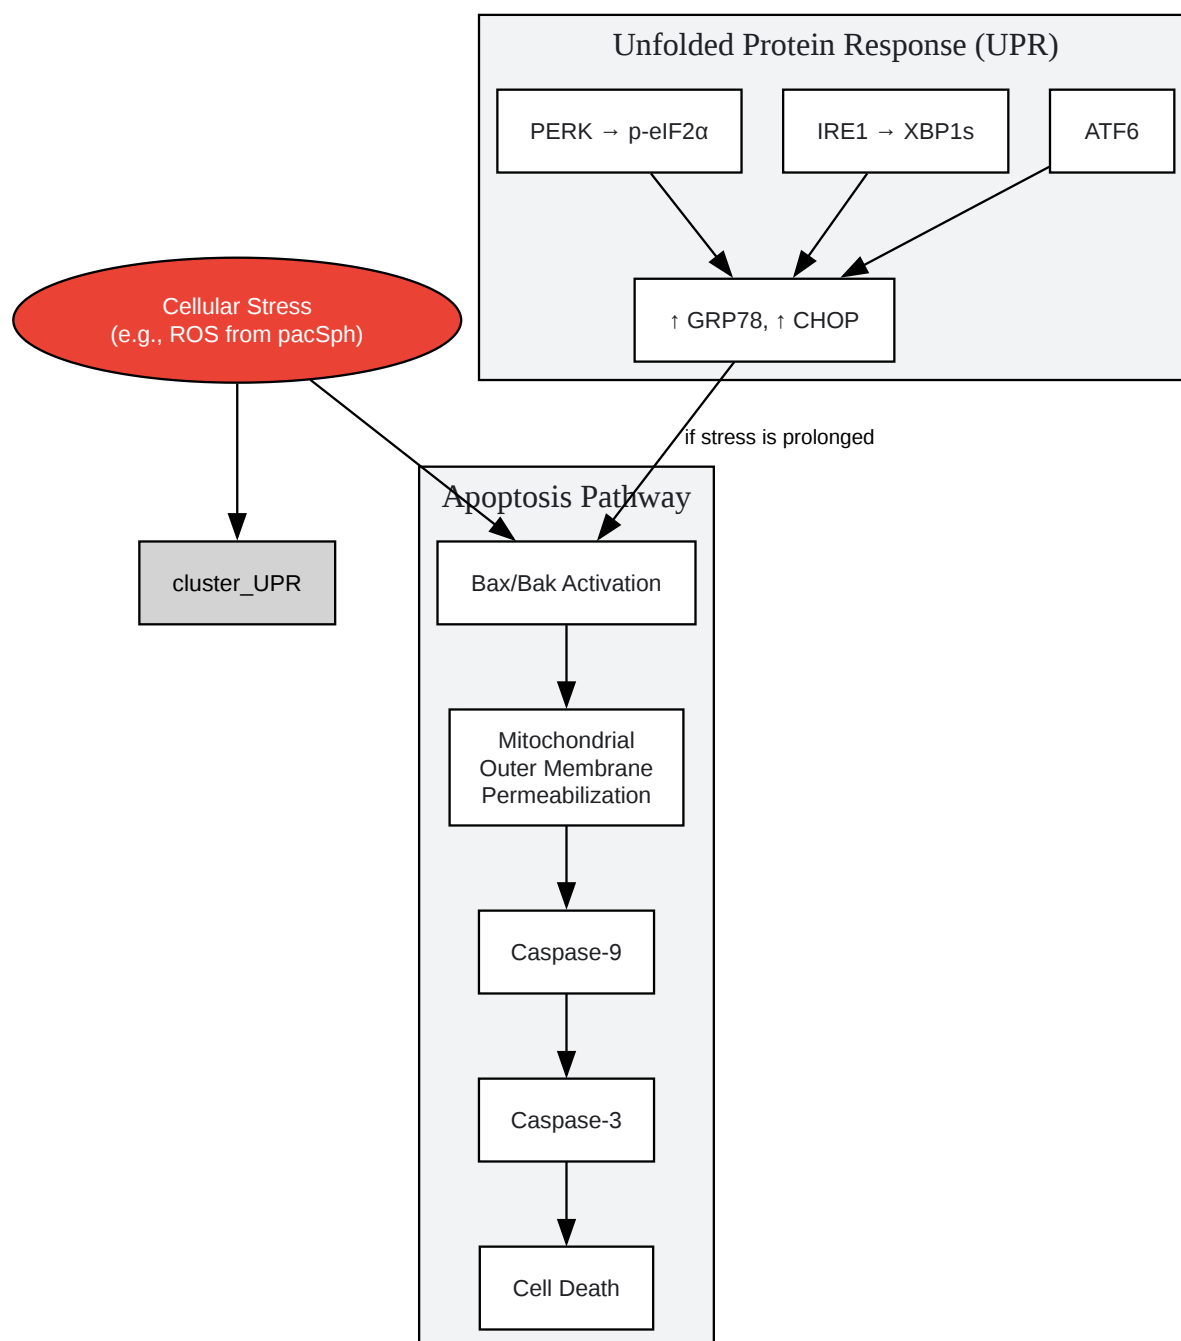 Unfolded Protein Response (UPR)
PERK → p-eIF2α
IRE1 → XBP1s
ATF6
↑ GRP78, ↑ CHOP
Cellular Stress
(e.g., ROS from pacSph)
if stress is prolonged
Apoptosis Pathway
cluster_UPR
Bax/Bak Activation
Mitochondrial
Outer Membrane
Permeabilization
Caspase-9
Caspase-3
Cell Death